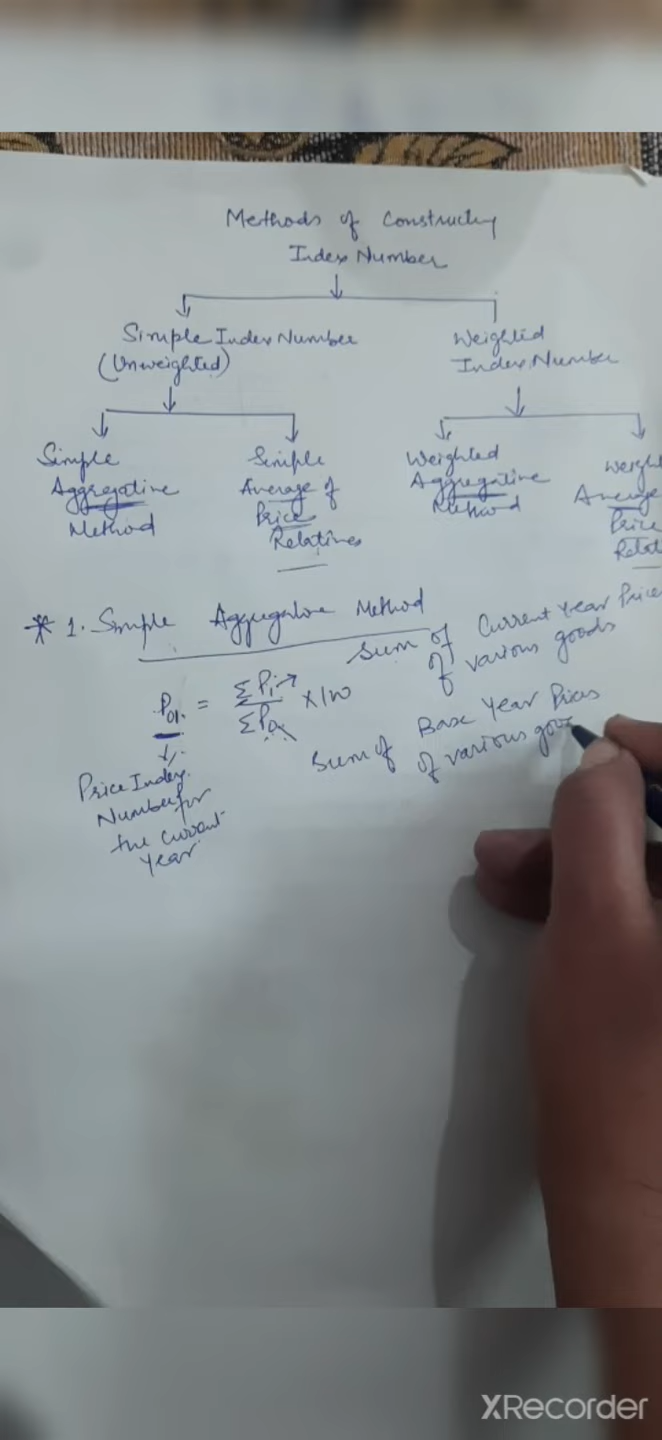 Methods of Constructing
Index Number
Simple Index Number
(Unweighted)
Weighted
Index Number
Simple
Aggregative
Method
Simple
Average of
Price
Relatives
Weighted
Aggregative
Method
Weigh
Average
Price
Relat
* 1. Simple Aggregative Method
P01 = ΣP1 / ΣP0 × 100
Sum of Current Year Price
of various goods
Sum of Base Year Prices
of various goo
Price Index
Number for
the current
Year
XRecorder